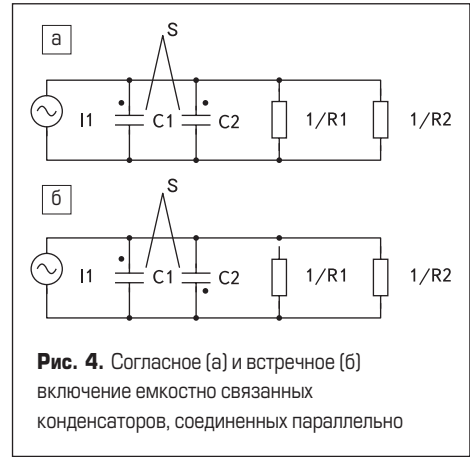 а
S
I1 C1 C2 1/R1 1/R2
б
S
I1 C1 C2 1/R1 1/R2
Рис. 4. Согласное (а) и встречное (б)
включение емкостно связанных
конденсаторов, соединенных параллельно